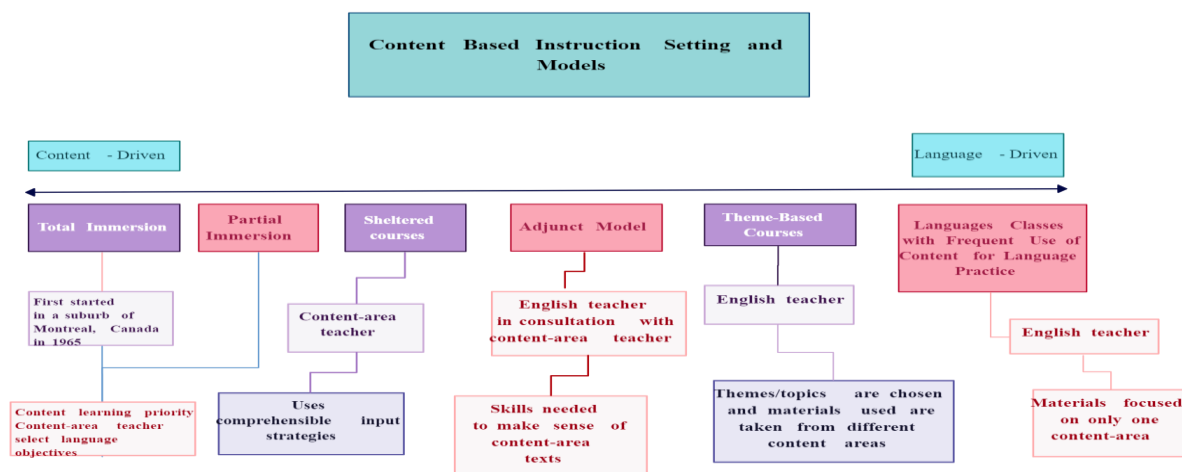 Content Based Instruction Setting and
Models
Content - Driven
Language - Driven
Total Immersion
Partial
Immersion
Sheltered
courses
Adjunct Model
Theme-Based
Courses
Languages Classes
with Frequent Use of
Content for Language
Practice
First started
in a suburb of
Montreal, Canada
in 1965
Content-area
teacher
English teacher
in consultation with
content-area teacher
English teacher
English teacher
Content learning priority
Content-area teacher
select language
objectives
Uses
comprehensible input
strategies
Skills needed
to make sense of
content-area
texts
Themes/topics are chosen
and materials used are
taken from different
content areas
Materials focused
on only one
content-area